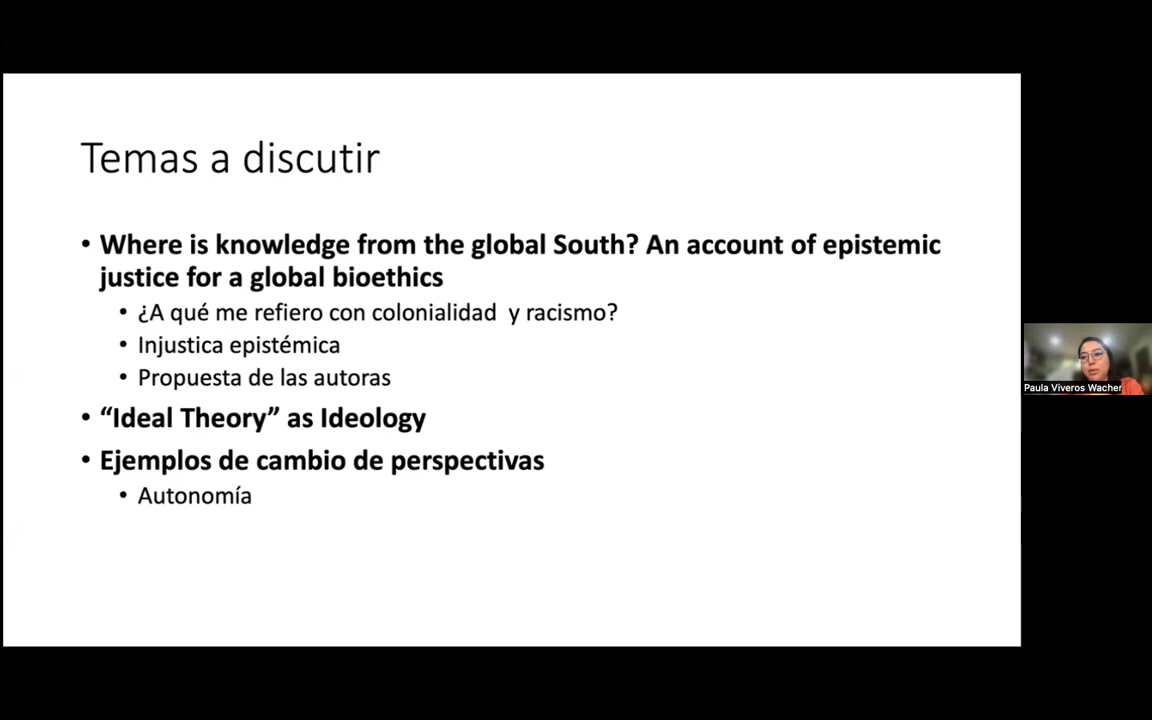 Temas a discutir
• Where is knowledge from the global South? An account of epistemic
justice for a global bioethics
• ¿A qué me refiero con colonialidad y racismo?
• Injustica epistémica
• Propuesta de las autoras
• “Ideal Theory” as Ideology
• Ejemplos de cambio de perspectivas
• Autonomía
Paula Viveros Wacher